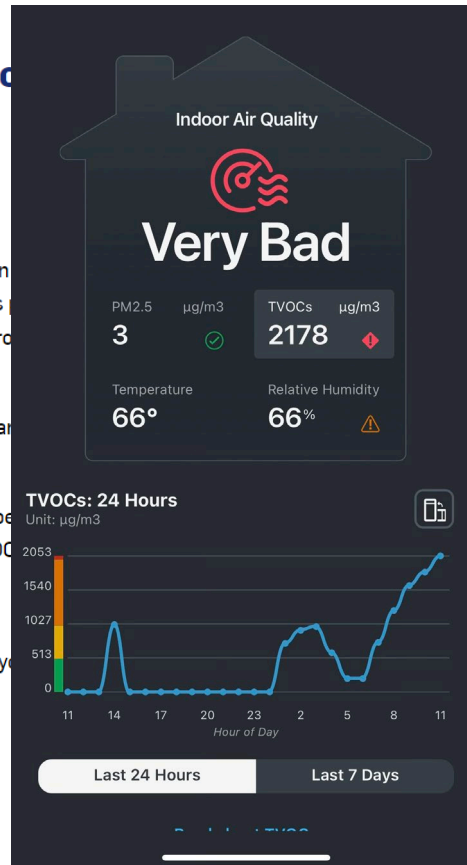 Indoor Air Quality
Very Bad
PM2.5 µg/m3
3
TVOCs µg/m3
2178
Temperature
66°
Relative Humidity
66%
TVOCs: 24 Hours
Unit: µg/m3
2053
1540
1027
513
0
11 14 17 20 23 2 5 8 11
Hour of Day
Last 24 Hours Last 7 Days